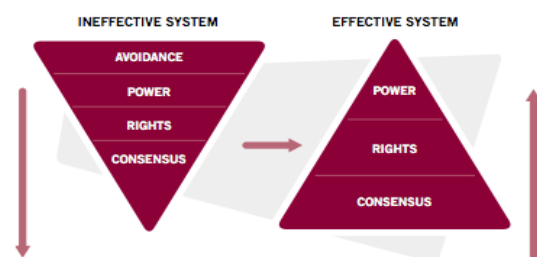 INEFFECTIVE SYSTEM
AVOIDANCE
POWER
RIGHTS
CONSENSUS
EFFECTIVE SYSTEM
POWER
RIGHTS
CONSENSUS